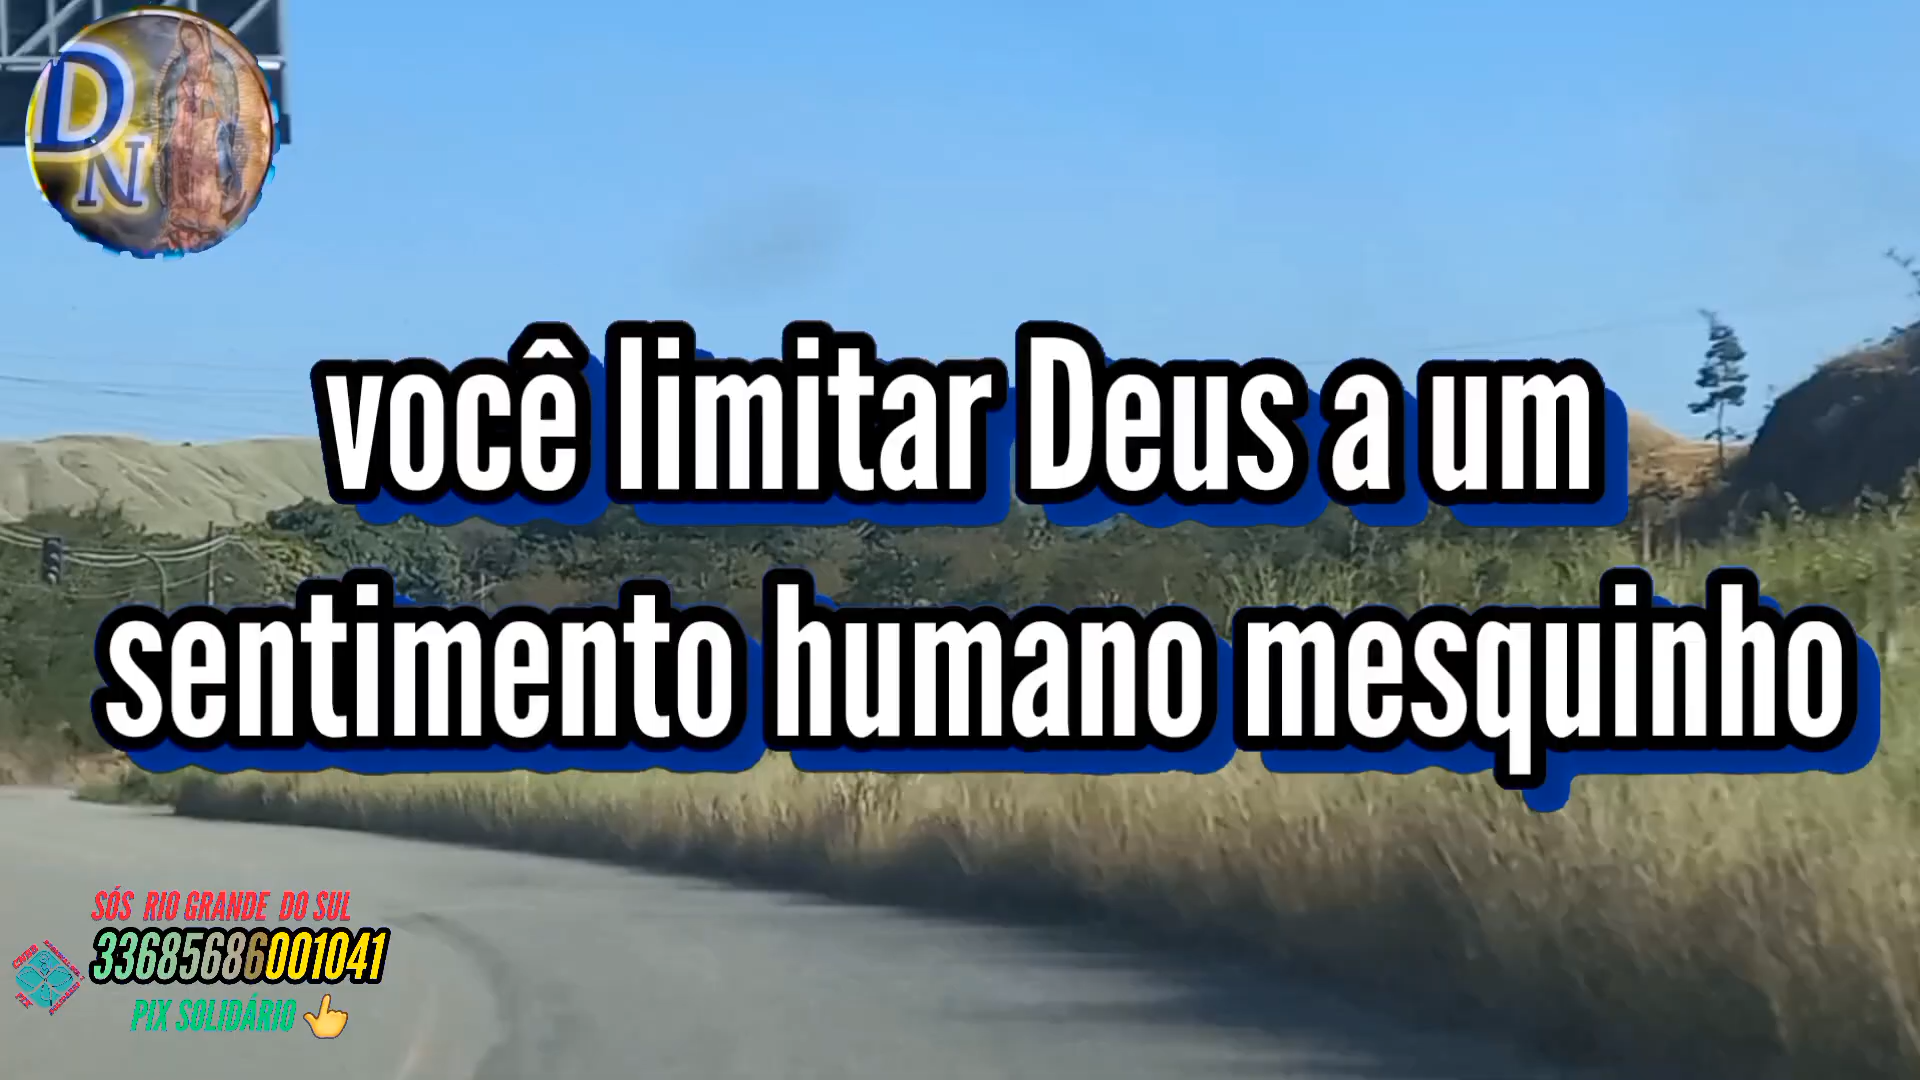 DN
você limitar Deus a um
sentimento humano mesquinho
SÓS RIO GRANDE DO SUL
33685686001041
PIX SOLIDÁRIO